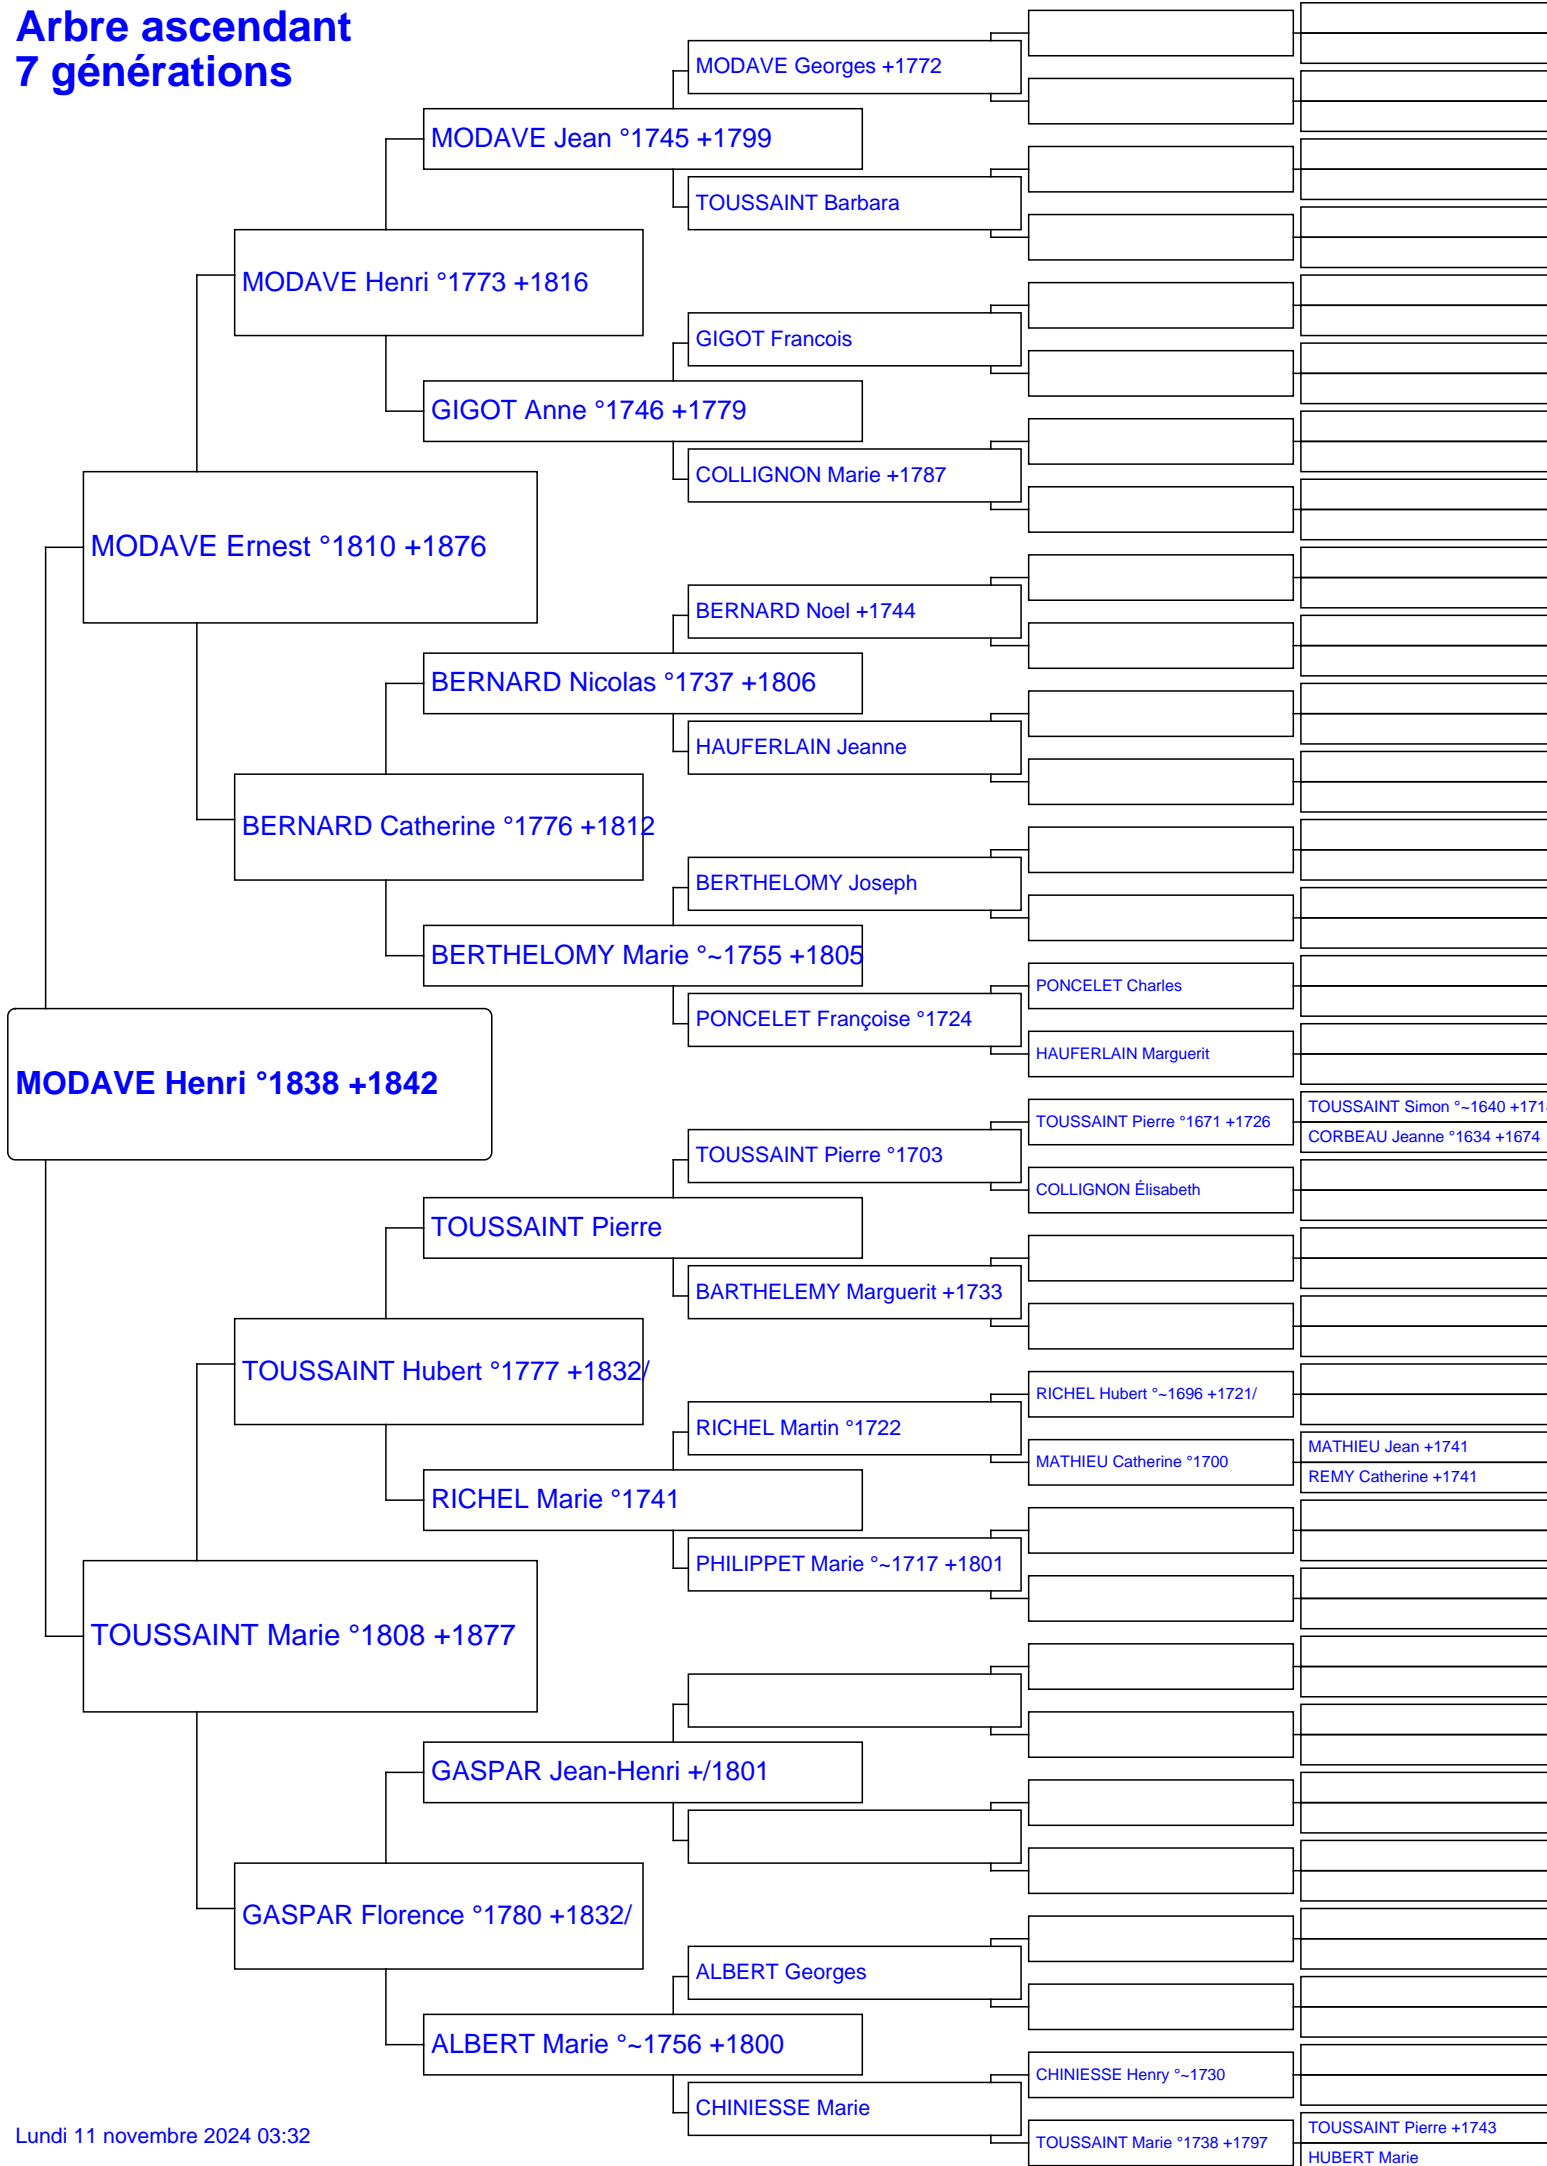 Arbre ascendant
7 générations
MODAVE Georges +1772
MODAVE Jean °1745 +1799
TOUSSAINT Barbara
MODAVE Henri °1773 +1816
GIGOT Francois
GIGOT Anne °1746 +1779
COLLIGNON Marie +1787
MODAVE Ernest °1810 +1876
BERNARD Noel +1744
BERNARD Nicolas °1737 +1806
HAUFERLAIN Jeanne
BERNARD Catherine °1776 +1812
BERTHELOMY Joseph
BERTHELOMY Marie °~1755 +1805
PONCELET Charles
PONCELET Françoise °1724
HAUFERLAIN Marguerit
MODAVE Henri °1838 +1842
TOUSSAINT Simon °~1640 +171
TOUSSAINT Pierre °1671 +1726
CORBEAU Jeanne °1634 +1674
TOUSSAINT Pierre °1703
COLLIGNON Élisabeth
TOUSSAINT Pierre
BARTHELEMY Marguerit +1733
TOUSSAINT Hubert °1777 +1832/
RICHEL Hubert °~1696 +1721/
RICHEL Martin °1722
MATHIEU Jean +1741
MATHIEU Catherine °1700
REMY Catherine +1741
RICHEL Marie °1741
PHILIPPET Marie °~1717 +1801
TOUSSAINT Marie °1808 +1877
GASPAR Jean-Henri +/1801
GASPAR Florence °1780 +1832/
ALBERT Georges
ALBERT Marie °~1756 +1800
CHINIESSE Henry °~1730
CHINIESSE Marie
TOUSSAINT Pierre +1743
TOUSSAINT Marie °1738 +1797
HUBERT Marie
Lundi 11 novembre 2024 03:32